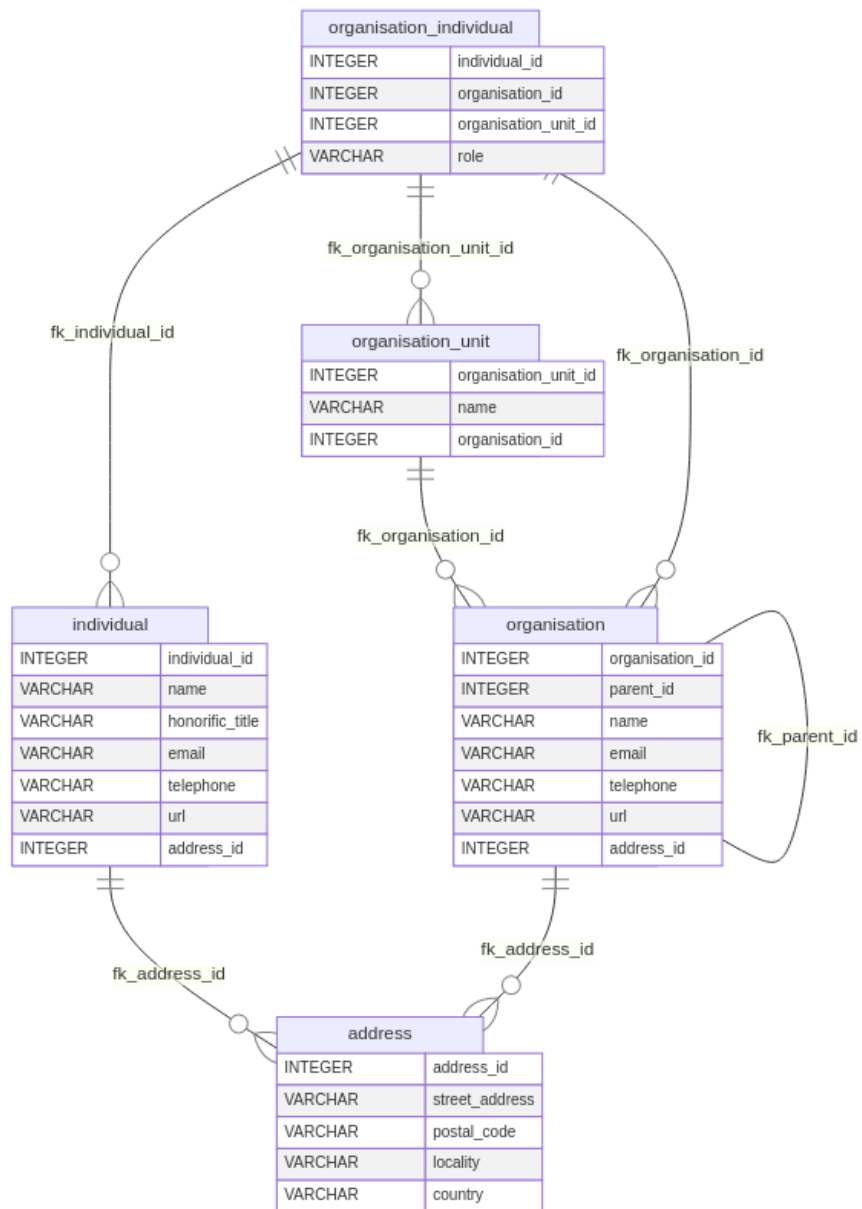 organisation_individual
INTEGER individual_id
INTEGER organisation_id
INTEGER organisation_unit_id
VARCHAR role
fk_organisation_unit_id
fk_individual_id
fk_organisation_id
organisation_unit
INTEGER organisation_unit_id
VARCHAR name
INTEGER organisation_id
fk_organisation_id
individual
INTEGER individual_id
VARCHAR name
VARCHAR honorific_title
VARCHAR email
VARCHAR telephone
VARCHAR url
INTEGER address_id
organisation
INTEGER organisation_id
INTEGER parent_id
VARCHAR name
VARCHAR email
VARCHAR telephone
VARCHAR url
INTEGER address_id
fk_parent_id
fk_address_id
fk_address_id
address
INTEGER address_id
VARCHAR street_address
VARCHAR postal_code
VARCHAR locality
VARCHAR country